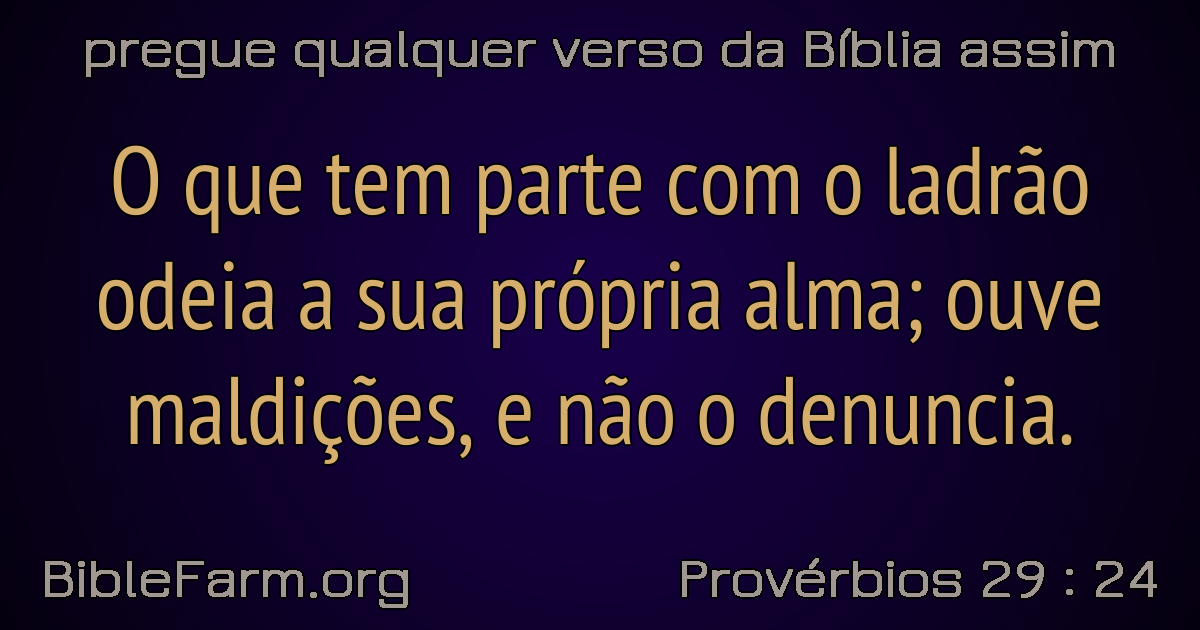 pregue qualquer verso da Bíblia assim
O que tem parte com o ladrão
odeia a sua própria alma; ouve
maldições, e não o denuncia.
BibleFarm.org
Provérbios 29 : 24